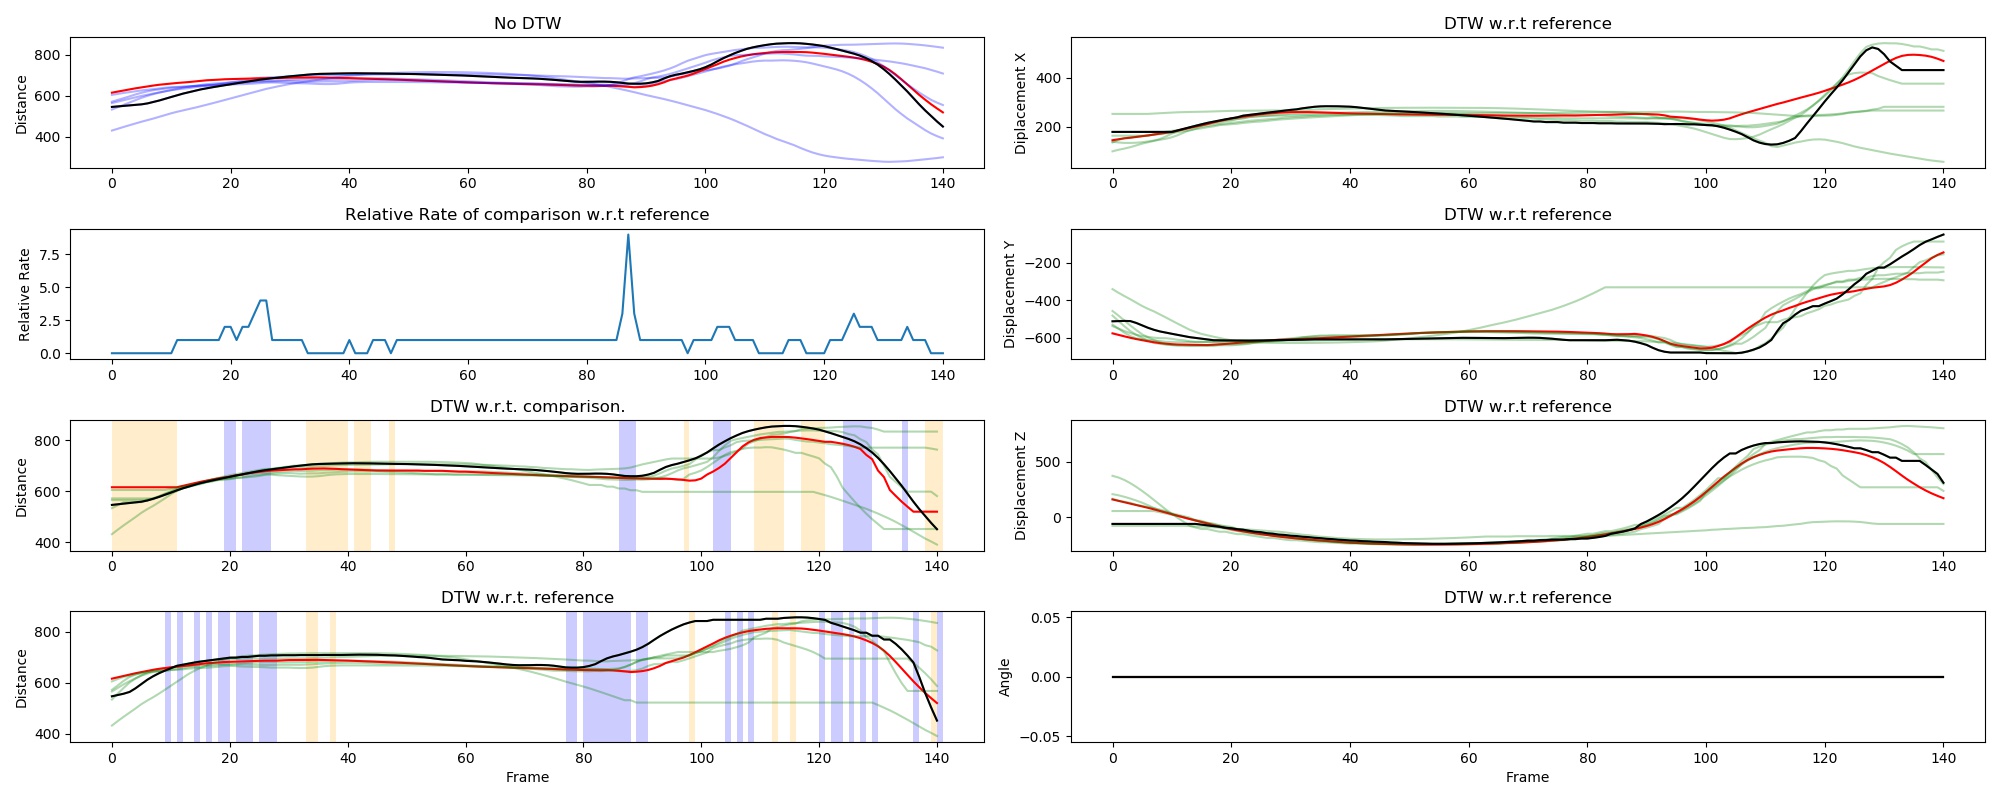 No DTW
Distance
800
600
400
0 20 40 60 80 100 120 140
Relative Rate of comparison w.r.t reference
Relative Rate
7.5
5.0
2.5
0.0
0 20 40 60 80 100 120 140
DTW w.r.t. comparison.
Distance
800
600
400
0 20 40 60 80 100 120 140
DTW w.r.t. reference
Distance
800
600
400
0 20 40 60 80 100 120 140
Frame
DTW w.r.t reference
Diplacement X
400
200
0 20 40 60 80 100 120 140
DTW w.r.t reference
Displacement Y
−200
−400
−600
0 20 40 60 80 100 120 140
DTW w.r.t reference
Displacement Z
500
0
0 20 40 60 80 100 120 140
DTW w.r.t reference
Angle
0.05
0.00
−0.05
0 20 40 60 80 100 120 140
Frame